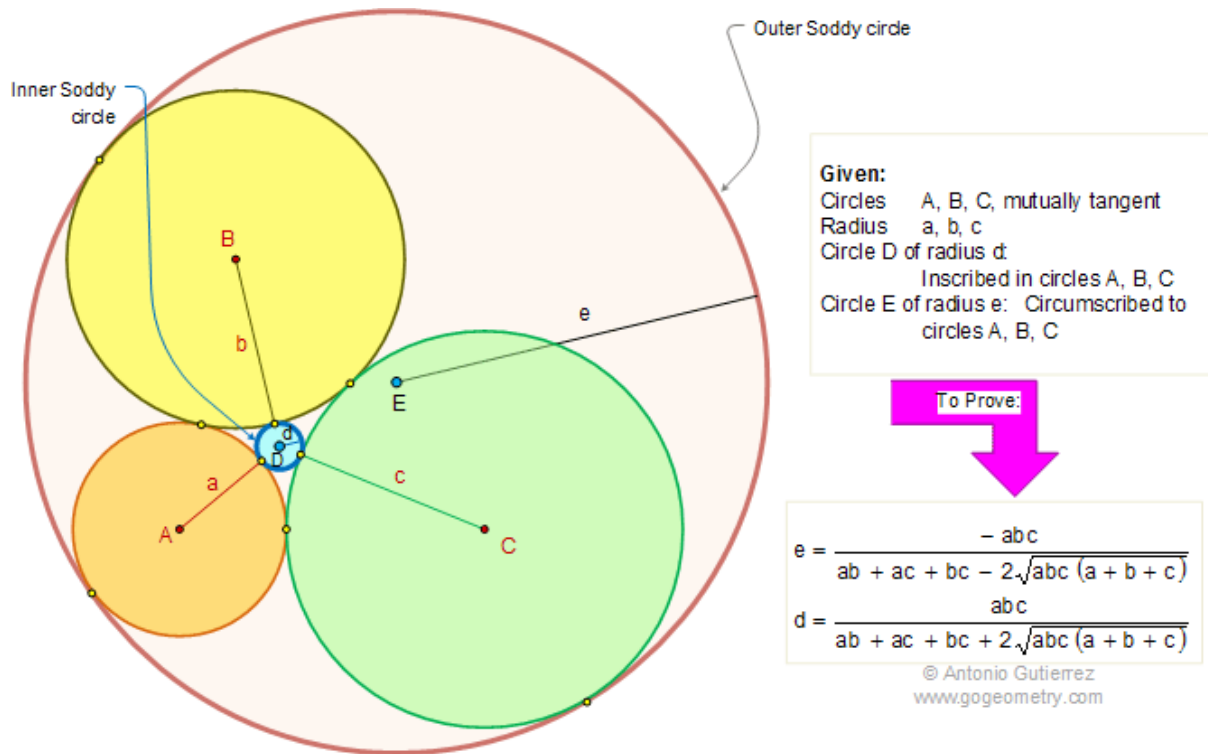 Outer Soddy circle
Inner Soddy
circle
B
b
e
E
d
D
a
A
c
C
Given:
Circles A, B, C, mutually tangent
Radius a, b, c
Circle D of radius d:
Inscribed in circles A, B, C
Circle E of radius e: Circumscribed to
circles A, B, C
To Prove:
e = -abc / (ab + ac + bc - 2√(abc (a + b + c)))
d = abc / (ab + ac + bc + 2√(abc (a + b + c)))
© Antonio Gutierrez
www.gogeometry.com